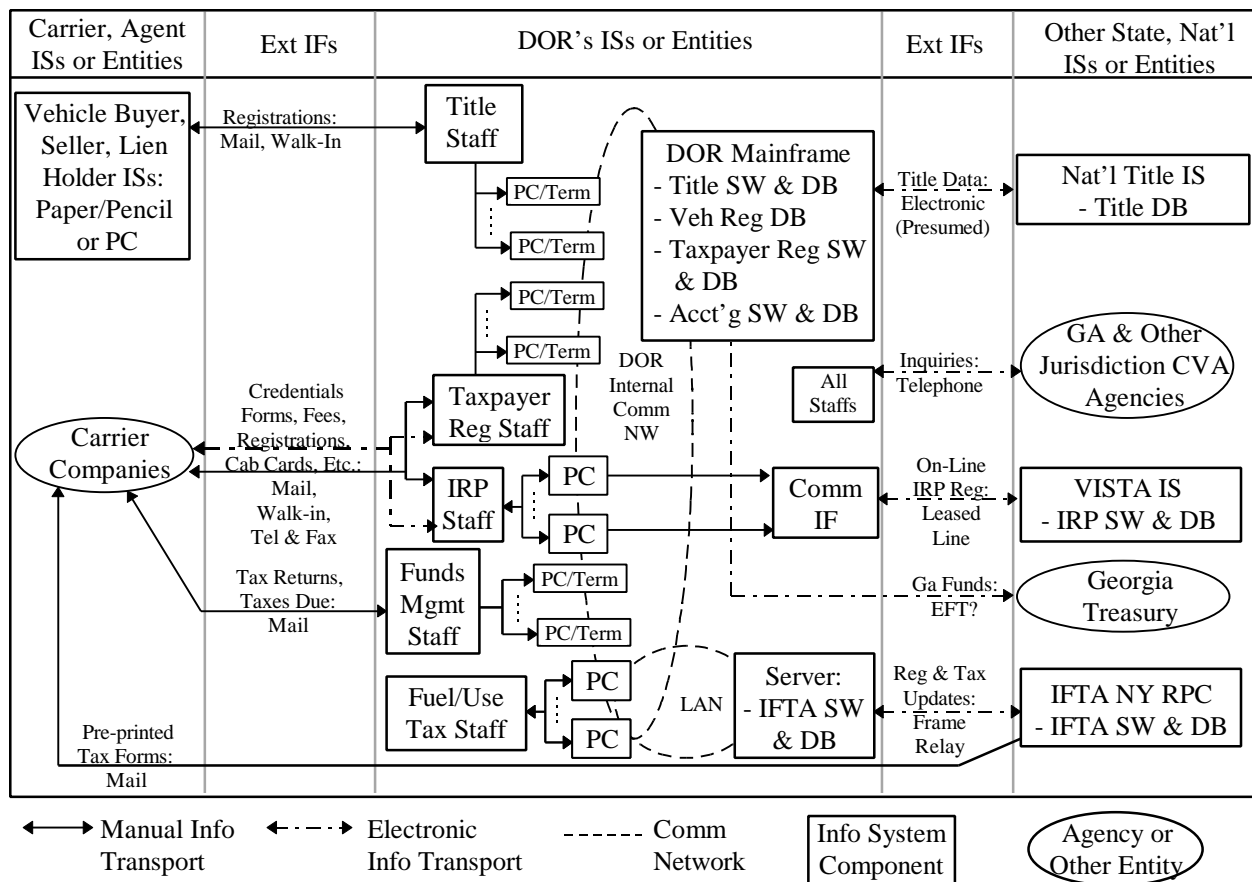 Carrier, Agent
ISs or Entities
Ext IFs
DOR's ISs or Entities
Ext IFs
Other State, Nat'l
ISs or Entities
Vehicle Buyer,
Seller, Lien
Holder ISs:
Paper/Pencil
or PC
Registrations:
Mail, Walk-In
Title
Staff
PC/Term
PC/Term
DOR Mainframe
- Title SW & DB
- Veh Reg DB
- Taxpayer Reg SW
& DB
- Acct'g SW & DB
Title Data:
Electronic
(Presumed)
Nat'l Title IS
- Title DB
PC/Term
PC/Term
DOR
Internal
Comm
NW
All
Staffs
Inquiries:
Telephone
GA & Other
Jurisdiction CVA
Agencies
Carrier
Companies
Credentials
Forms, Fees,
Registrations,
Cab Cards, Etc.:
Mail,
Walk-in,
Tel & Fax
Taxpayer
Reg Staff
IRP
Staff
PC
PC
Comm
IF
On-Line
IRP Reg:
Leased
Line
VISTA IS
- IRP SW & DB
Tax Returns,
Taxes Due:
Mail
Funds
Mgmt
Staff
PC/Term
PC/Term
Ga Funds:
EFT?
Georgia
Treasury
Fuel/Use
Tax Staff
PC
PC
LAN
Server:
- IFTA SW
& DB
Reg & Tax
Updates:
Frame
Relay
IFTA NY RPC
- IFTA SW & DB
Pre-printed
Tax Forms:
Mail
Manual Info
Transport
Electronic
Info Transport
Comm
Network
Info System
Component
Agency or
Other Entity